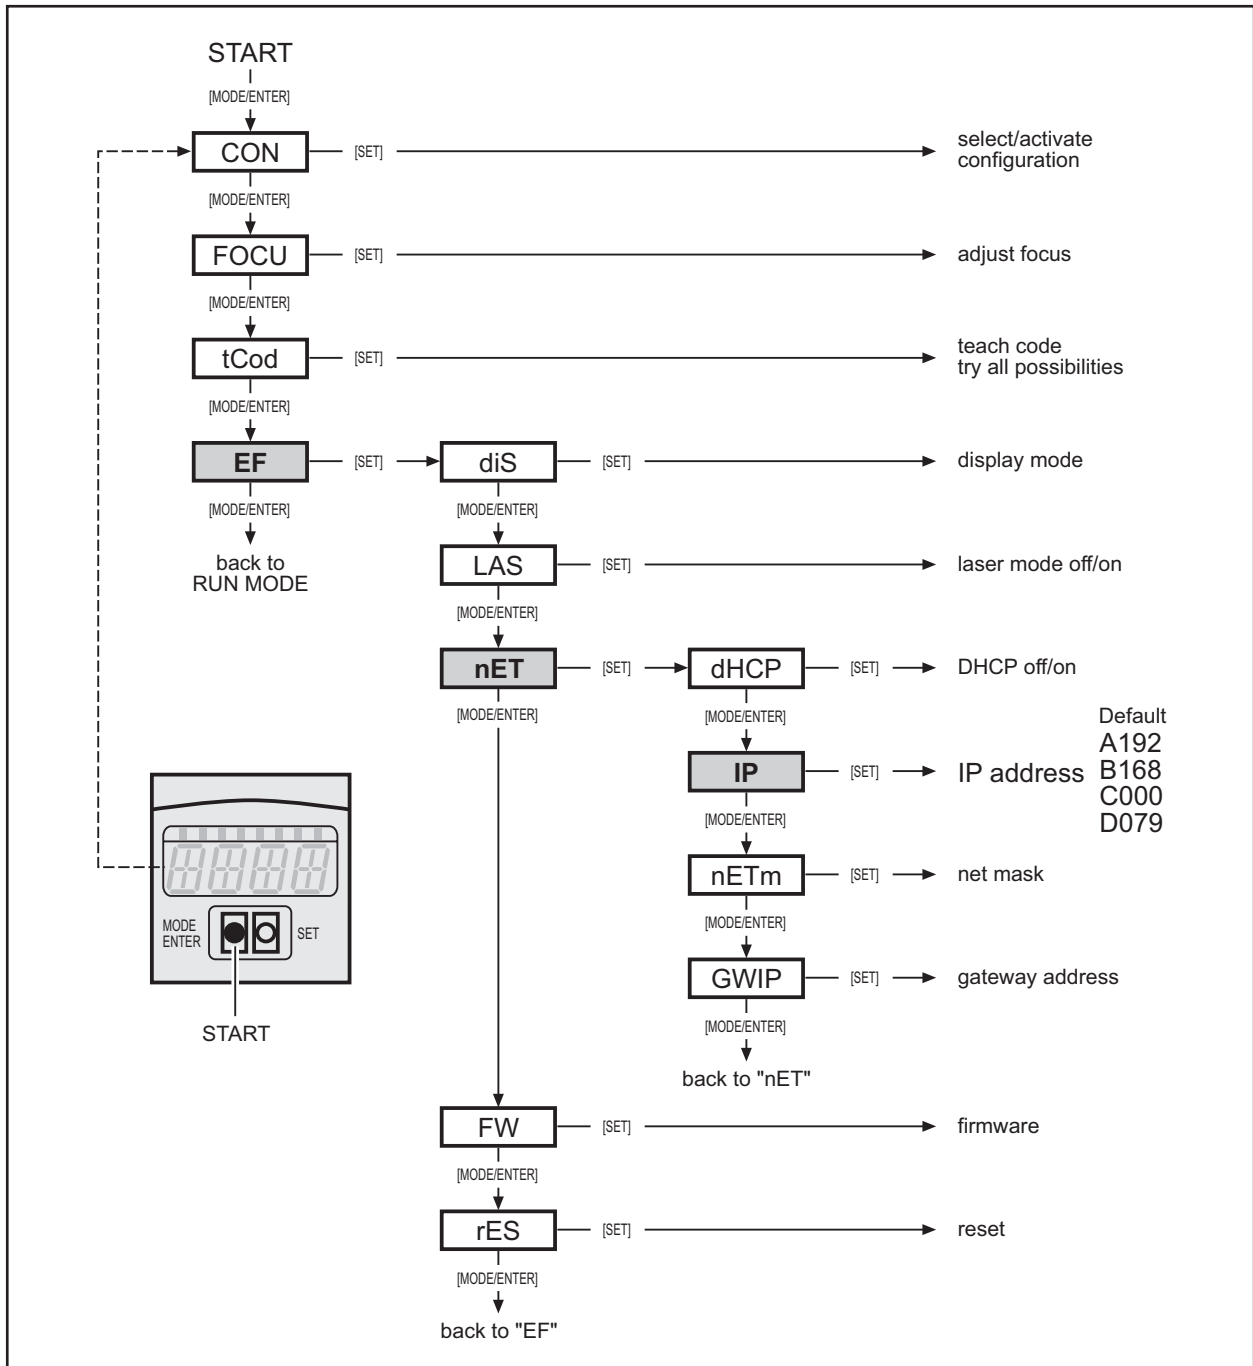 START
[MODE/ENTER]
CON
[SET]
select/activate
configuration
[MODE/ENTER]
FOCU
[SET]
adjust focus
[MODE/ENTER]
tCod
[SET]
teach code
try all possibilities
[MODE/ENTER]
EF
[SET]
diS
[SET]
display mode
[MODE/ENTER]
[MODE/ENTER]
back to
RUN MODE
LAS
[SET]
laser mode off/on
[MODE/ENTER]
nET
[SET]
dHCP
[SET]
DHCP off/on
[MODE/ENTER]
[MODE/ENTER]
IP
[SET]
IP address
Default
A192
B168
C000
D079
[MODE/ENTER]
nETm
[SET]
net mask
[MODE/ENTER]
GWIP
[SET]
gateway address
[MODE/ENTER]
back to "nET"
MODE
ENTER
SET
START
FW
[SET]
firmware
[MODE/ENTER]
rES
[SET]
reset
[MODE/ENTER]
back to "EF"